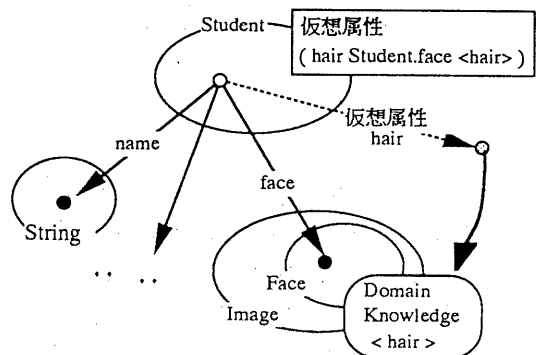 Student
仮想属性
( hair Student.face <hair> )
仮想属性
hair
name
face
String
‥ ‥
Face
Image
Domain
Knowledge
< hair >